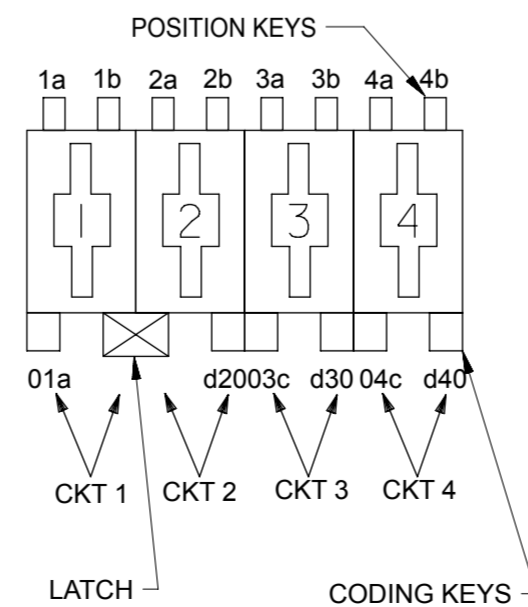 POSITION KEYS
1a 1b 2a 2b 3a 3b 4a 4b
1 2 3 4
01a d2003c d30 04c d40
CKT 1 CKT 2 CKT 3 CKT 4
LATCH CODING KEYS